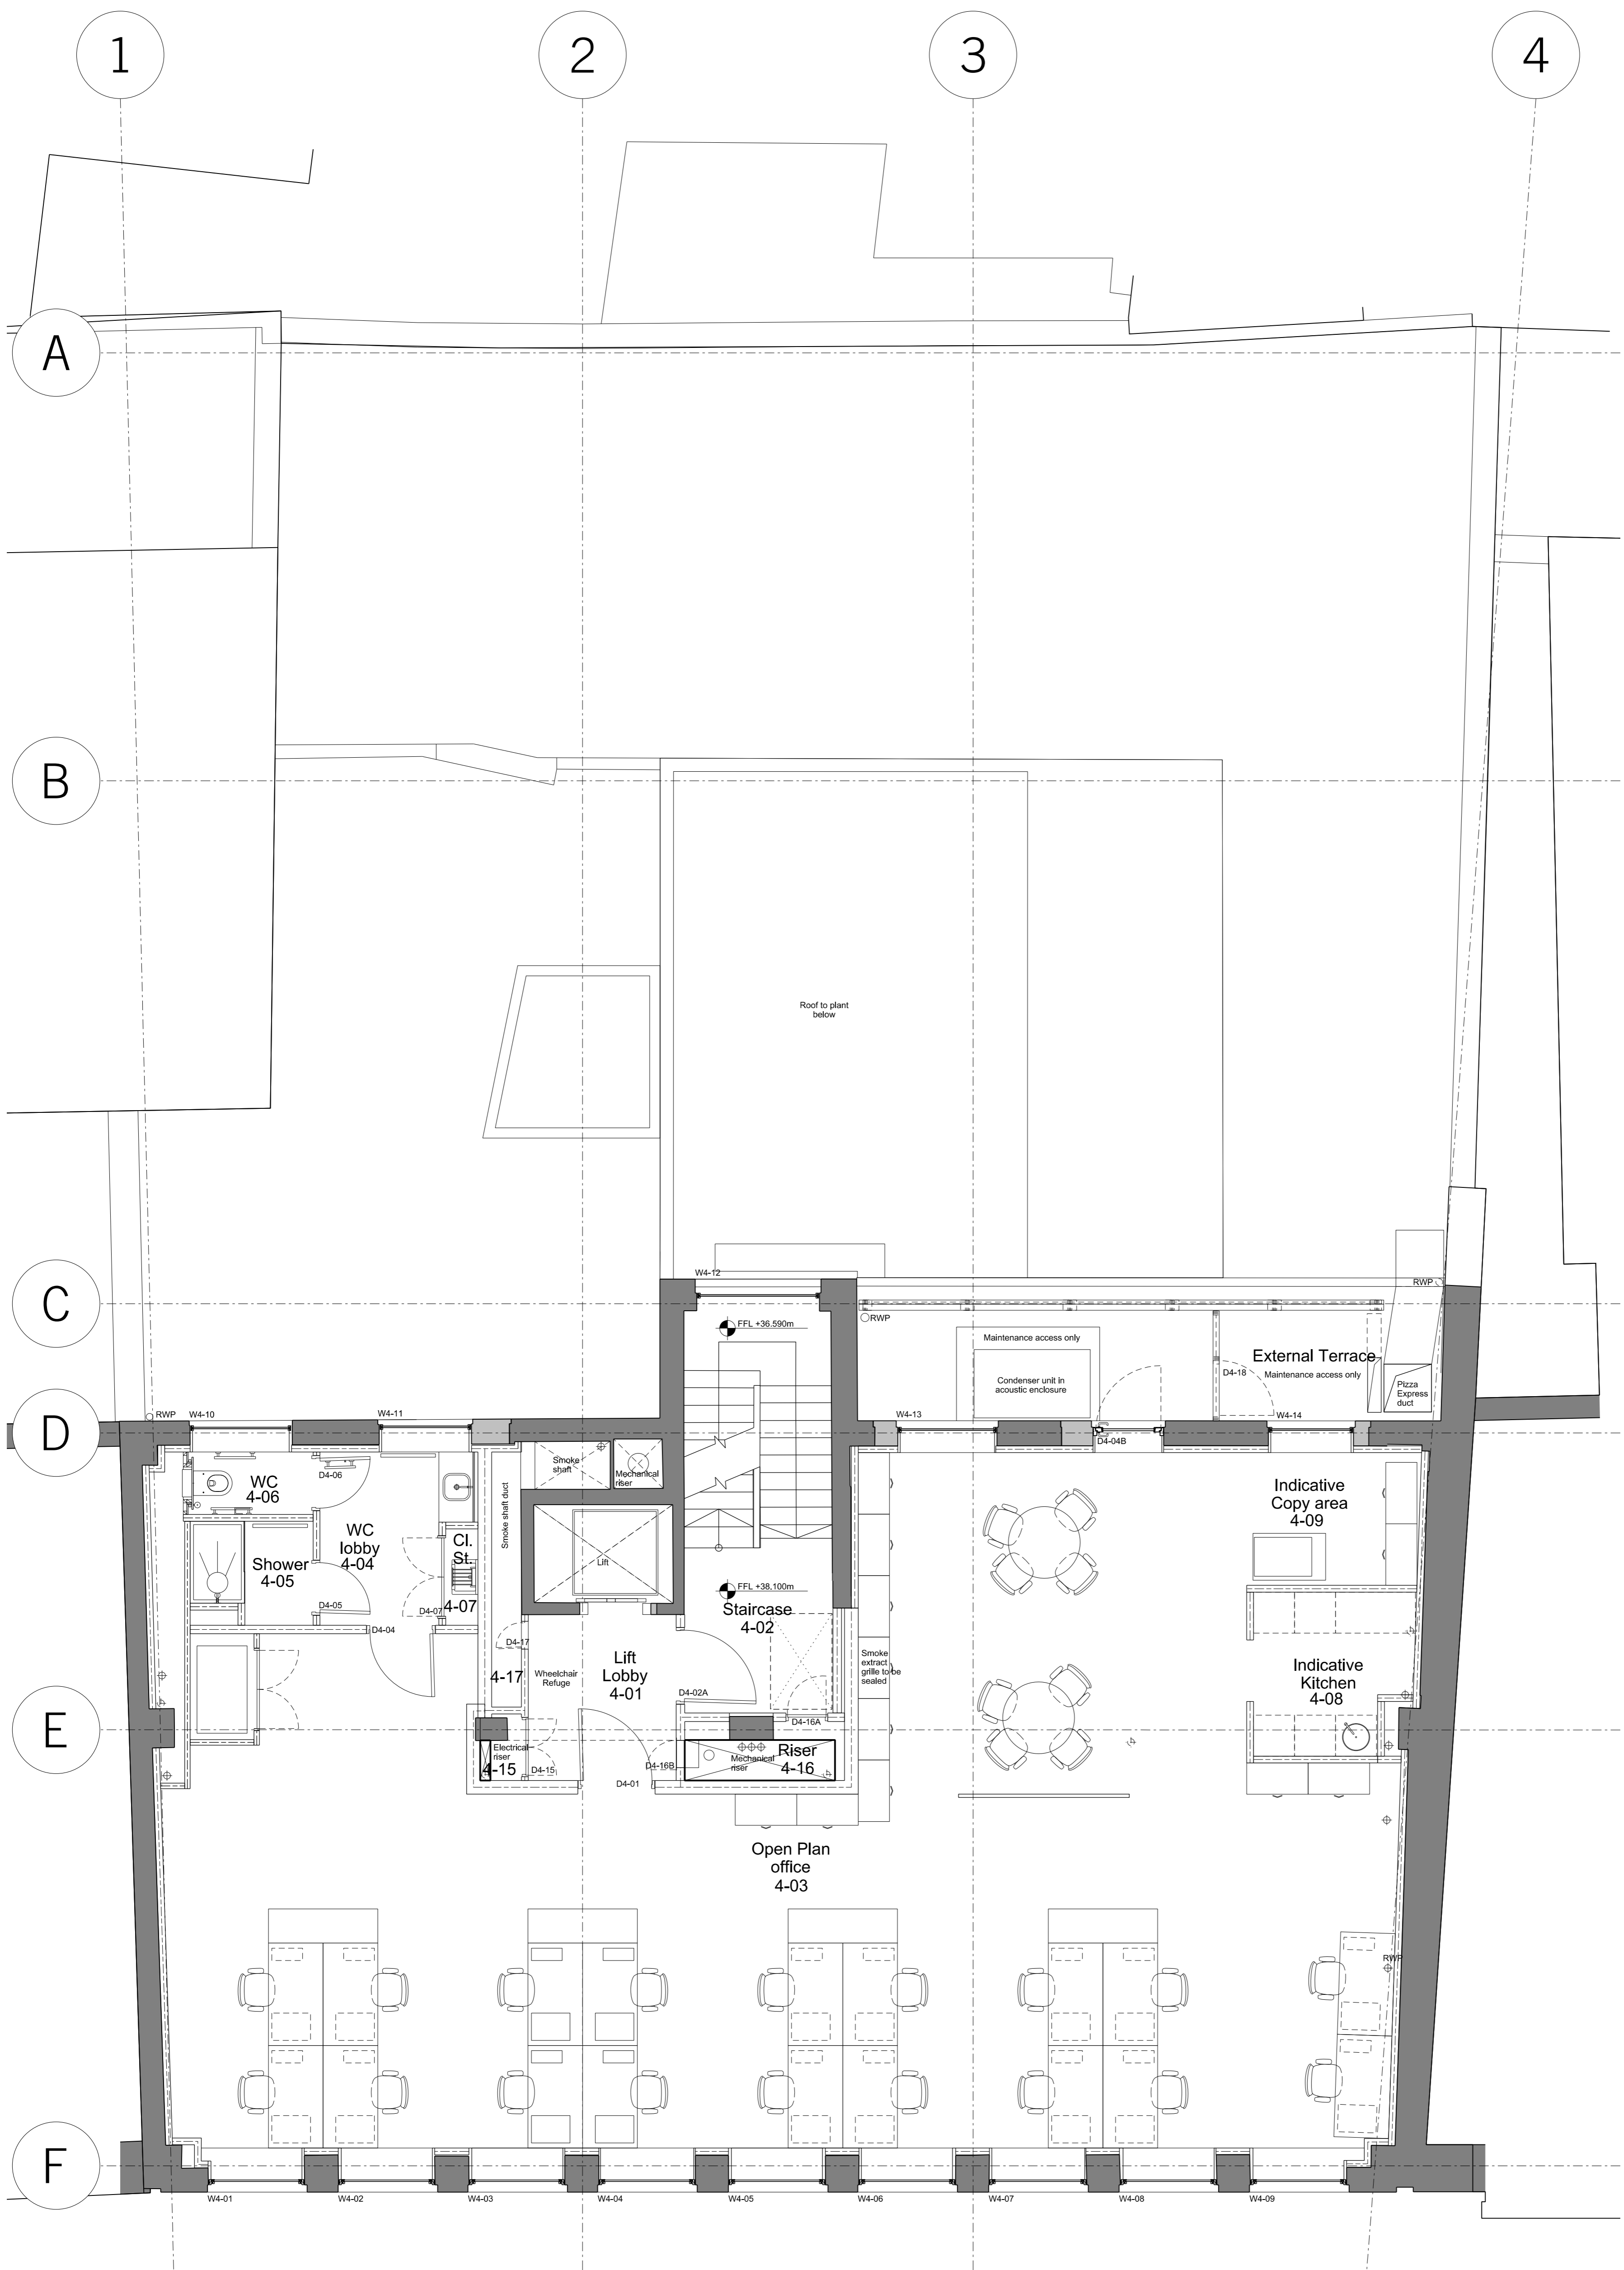 1
2
3
4
A
B
Roof to plant
below
C
W4-12
RWP
FFL +36.590m
RWP
Maintenance access only
External Terrace
Maintenance access only
D4-18
Condenser unit in
acoustic enclosure
Pizza
Express
duct
D
RWP
W4-10
W4-11
W4-13
D4-04B
W4-14
WC
4-06
D4-06
Smoke
shaft
Mechanical
riser
Smoke shaft duct
Indicative
Copy area
4-09
WC
lobby
4-04
Cl.
St.
4-07
Shower
4-05
Lift
D4-05
D4-07
D4-04
FFL +38.100m
Staircase
4-02
D4-17
4-17
Wheelchair
Refuge
Lift
Lobby
4-01
Smoke
extract
grille to be
sealed
Indicative
Kitchen
4-08
D4-02A
D4-16A
E
Electrical
riser
4-15
D4-15
D4-01
D4-16B
Mechanical
riser
Riser
4-16
Open Plan
office
4-03
RWP
F
W4-01
W4-02
W4-03
W4-04
W4-05
W4-06
W4-07
W4-08
W4-09